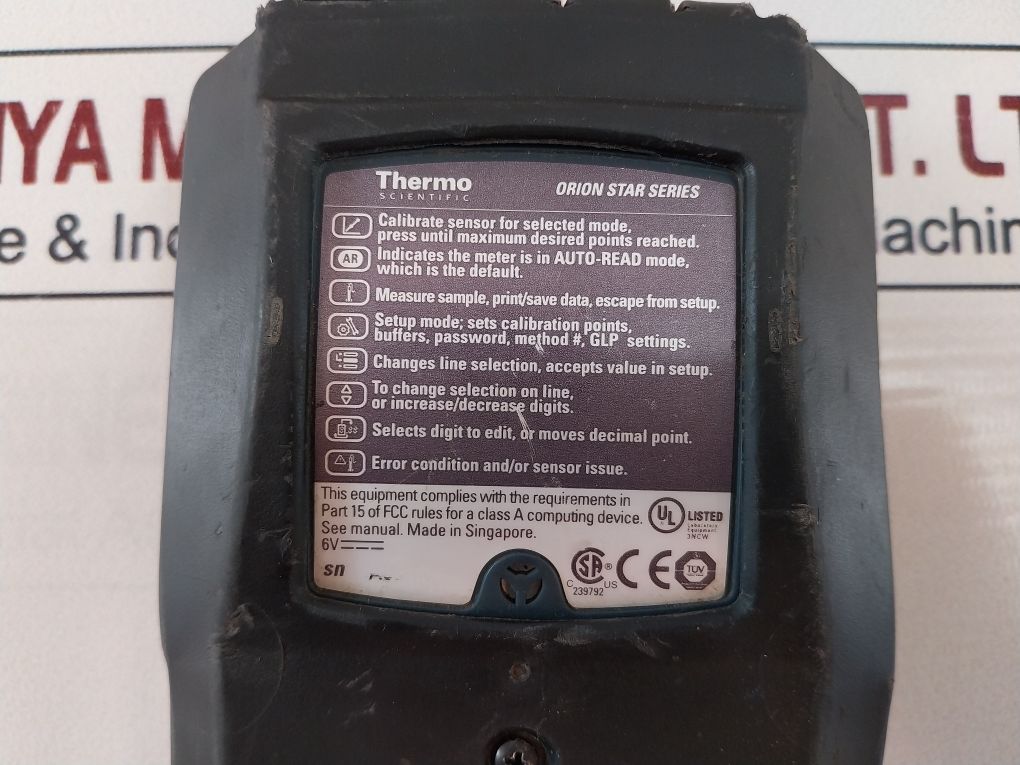 IYA M
T. LT
e & In
achin
Thermo
SCIENTIFIC
ORION STAR SERIES
Calibrate sensor for selected mode,
press until maximum desired points reached.
AR
Indicates the meter is in AUTO-READ mode,
which is the default.
Measure sample, print/save data, escape from setup.
Setup mode; sets calibration points,
buffers, password, method #, GLP settings.
Changes line selection, accepts value in setup.
To change selection on line,
or increase/decrease digits.
Selects digit to edit, or moves decimal point.
Error condition and/or sensor issue.
This equipment complies with the requirements in
Part 15 of FCC rules for a class A computing device.
See manual. Made in Singapore.
6V
sn
UL LISTED
Laboratory
Equipment
3NCW
C SA ® US
239792
CE
TUV